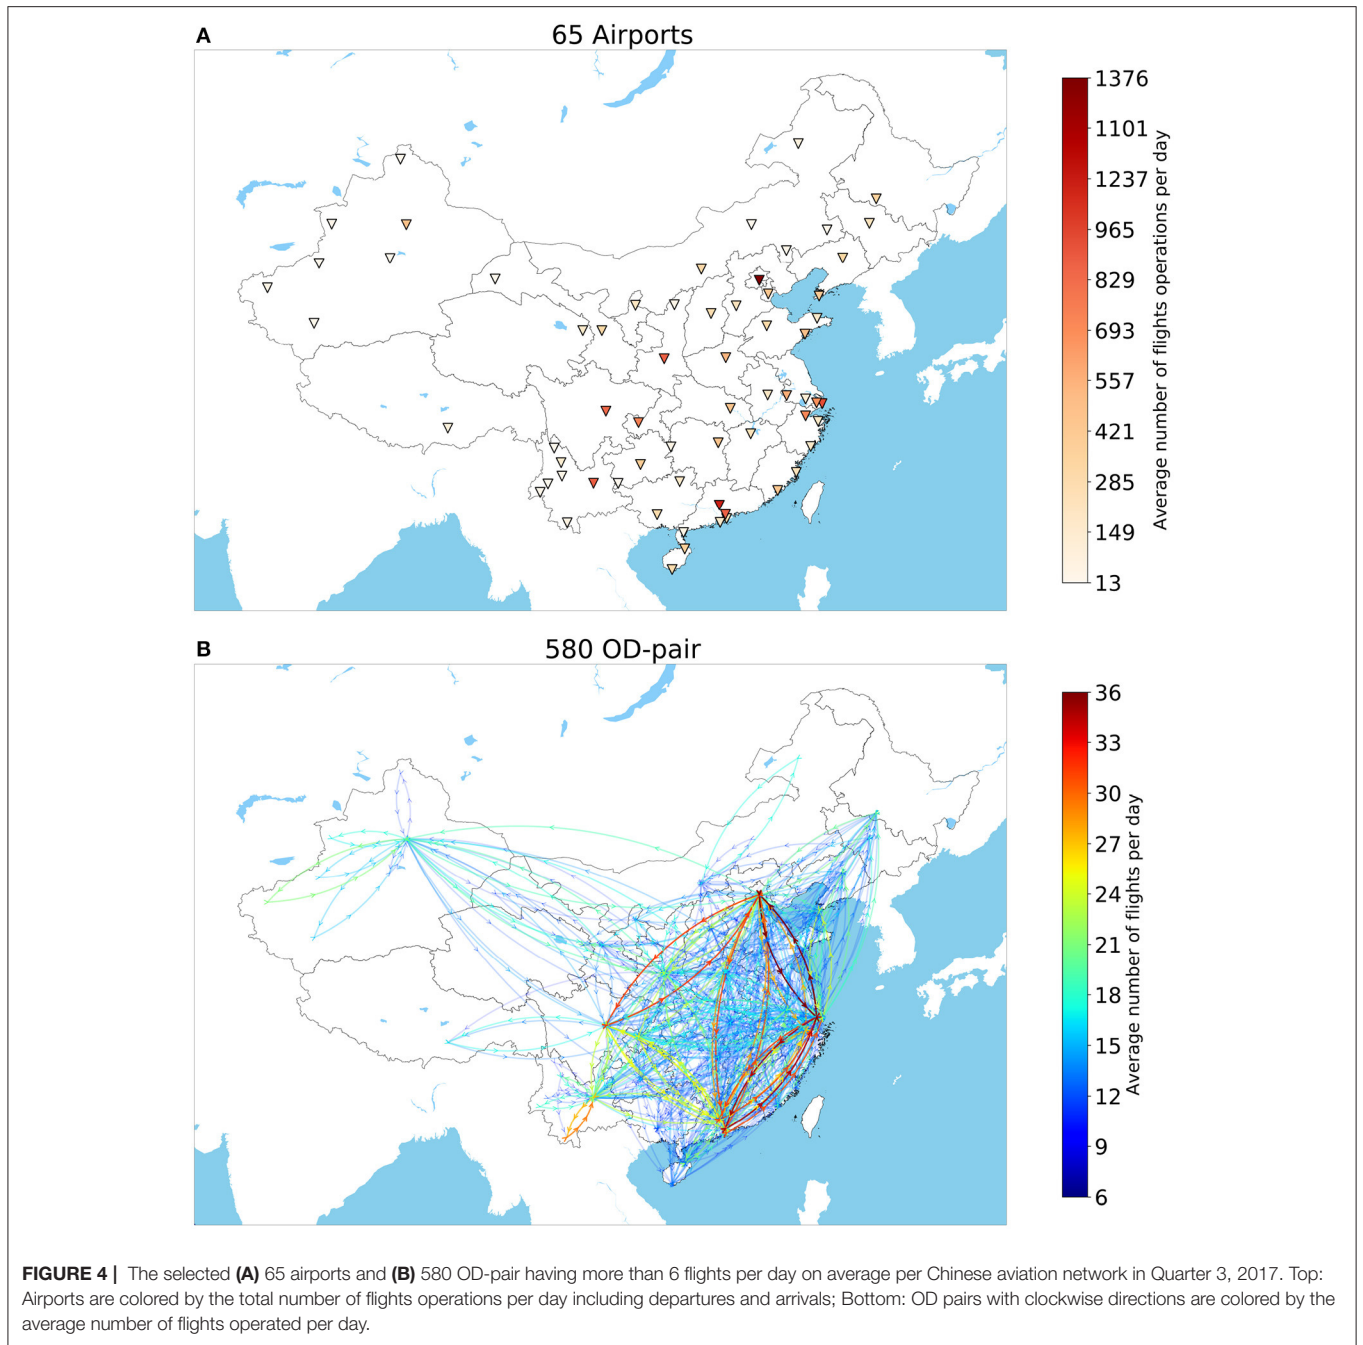 A
65 Airports
1376
1101
1237
965
829
693
557
421
285
149
13
Average number of flights operations per day
B
580 OD-pair
36
33
30
27
24
21
18
15
12
9
6
Average number of flights per day
FIGURE 4 | The selected (A) 65 airports and (B) 580 OD-pair having more than 6 flights per day on average per Chinese aviation network in Quarter 3, 2017. Top:
Airports are colored by the total number of flights operations per day including departures and arrivals; Bottom: OD pairs with clockwise directions are colored by the
average number of flights operated per day.